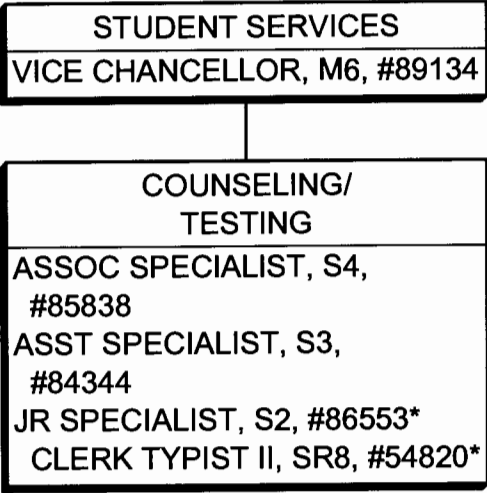 STUDENT SERVICES
VICE CHANCELLOR, M6, #89134
COUNSELING/
TESTING
ASSOC SPECIALIST, S4,
#85838
ASST SPECIALIST, S3,
#84344
JR SPECIALIST, S2, #86553*
CLERK TYPIST II, SR8, #54820*